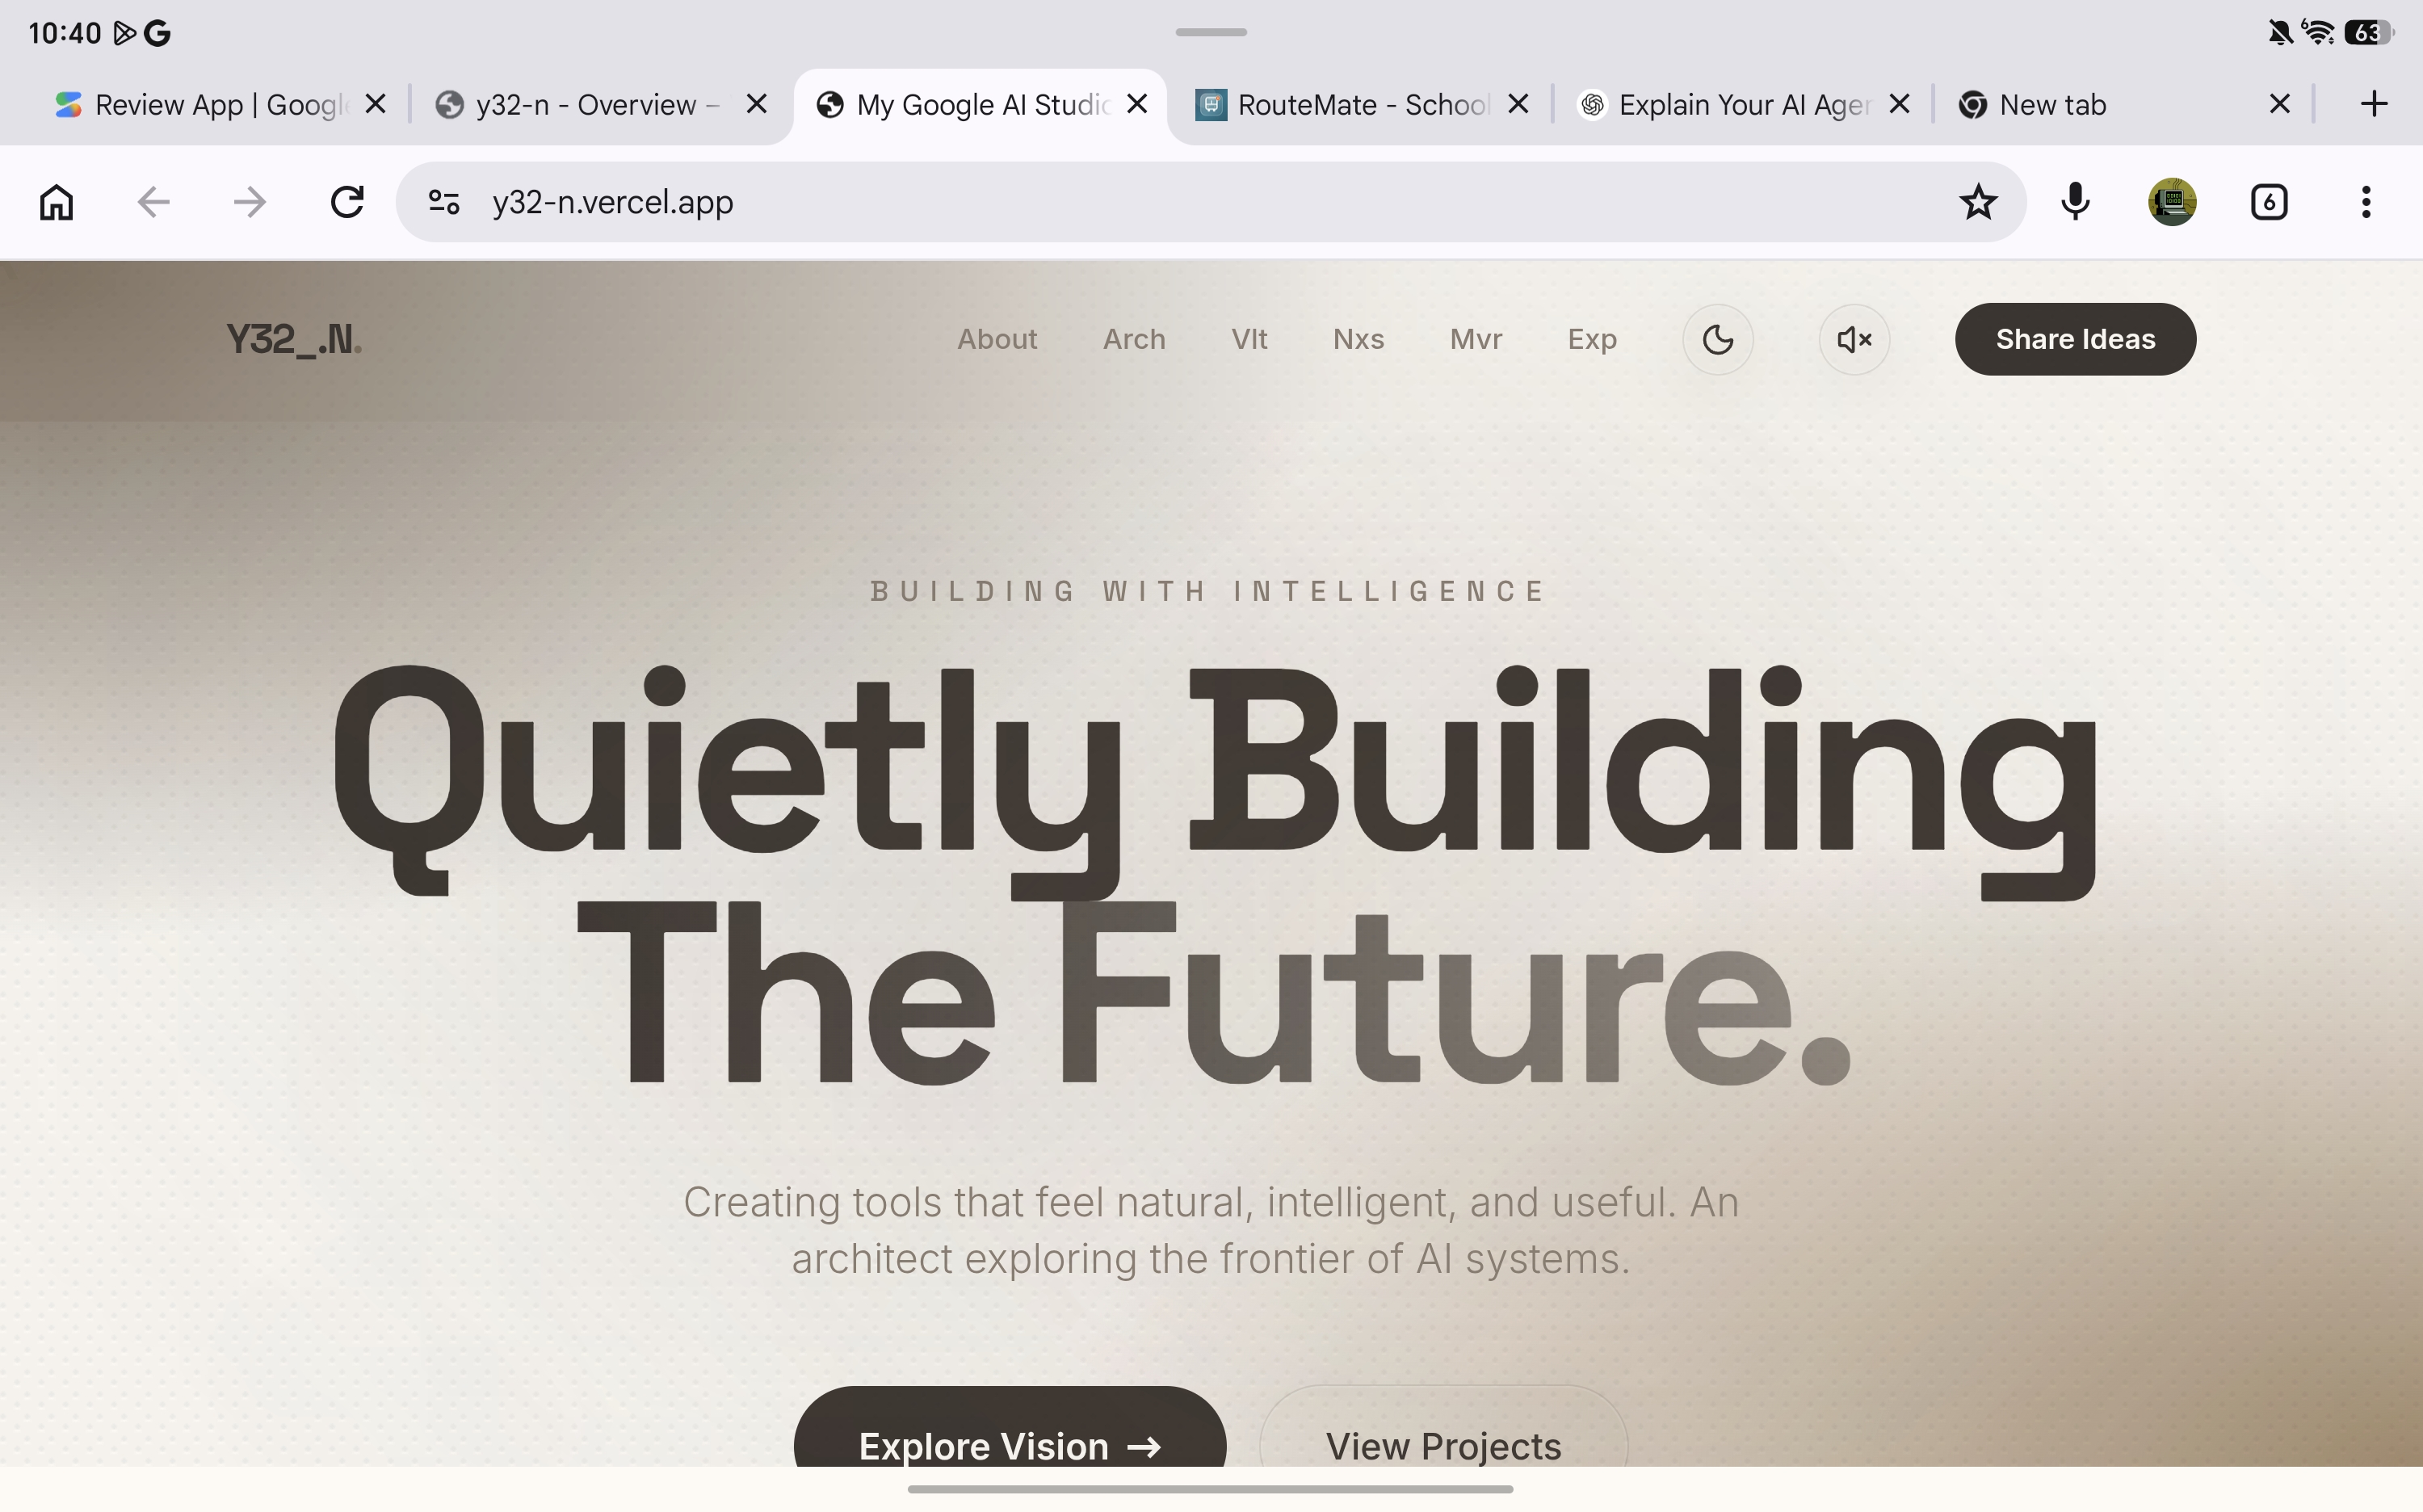 10:40
63
Review App | Google
y32-n - Overview –
My Google AI Studio
RouteMate - School
Explain Your AI Agen
New tab
y32-n.vercel.app
6
Y32_.N.
About
Arch
Vlt
Nxs
Mvr
Exp
Share Ideas
BUILDING WITH INTELLIGENCE
Quietly Building
The Future.
Creating tools that feel natural, intelligent, and useful. An
architect exploring the frontier of AI systems.
Explore Vision →
View Projects